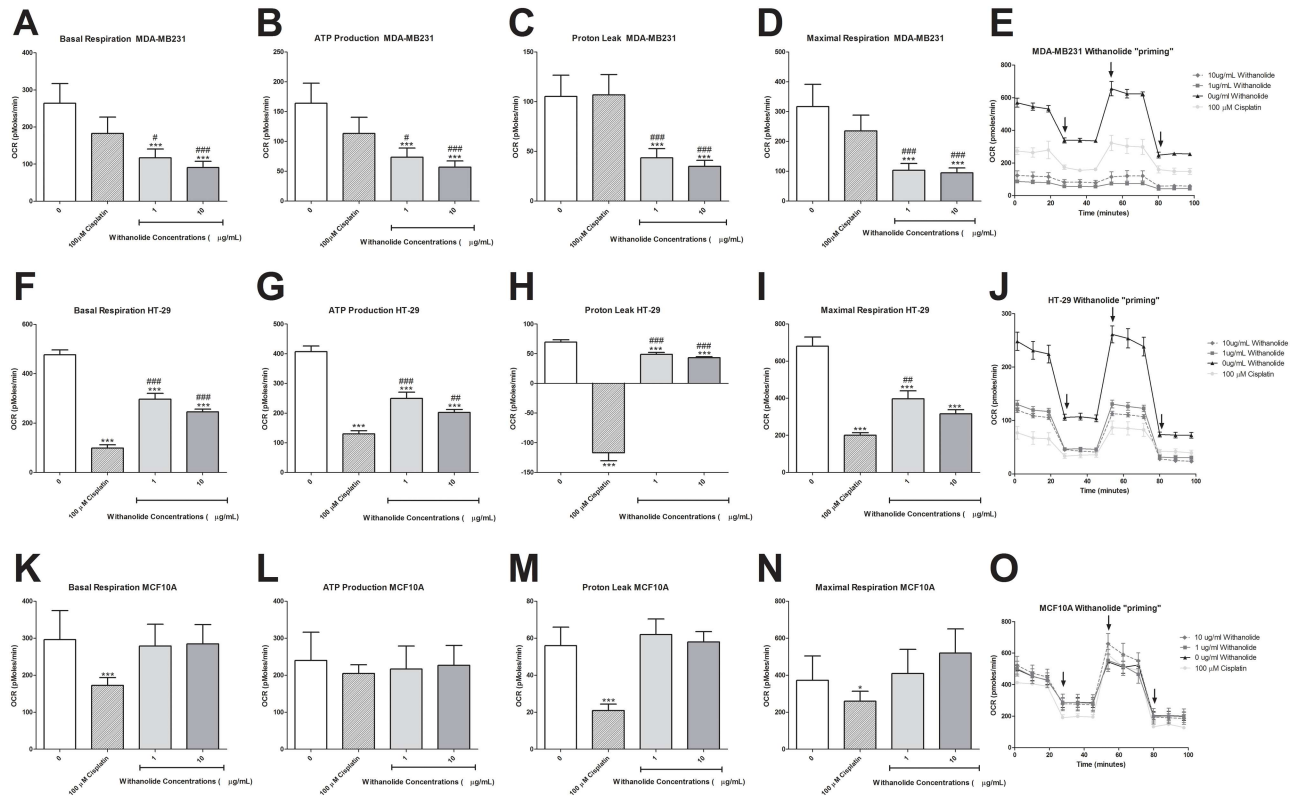 A
Basal Respiration MDA-MB231
OCR (pMoles/min)
400
300
200
100
0
#
***
###
***
0
100μM Cisplatin
1
10
Withanolide Concentrations ( μg/mL)
B
ATP Production MDA-MB231
OCR (pMoles/min)
250
200
150
100
50
0
#
***
###
***
0
100μM Cisplatin
1
10
Withanolide Concentrations ( μg/mL)
C
Proton Leak MDA-MB231
OCR (pMoles/min)
150
100
50
0
###
***
###
***
0
100μM Cisplatin
1
10
Withanolide Concentrations ( μg/mL)
D
Maximal Respiration MDA-MB231
OCR (pMoles/min)
500
400
300
200
100
0
###
***
###
***
0
100μM Cisplatin
1
10
Withanolide Concentrations ( μg/mL)
E
MDA-MB231 Withanolide "priming"
OCR (pmoles/min)
800
600
400
200
0
0
20
40
60
80
100
Time (minutes)
10ug/mL Withanolide
1ug/mL Withanolide
0ug/ml Withanolide
100 μM Cisplatin
F
Basal Respiration HT-29
OCR (pMoles/min)
600
400
200
0
***
###
***
###
***
0
100 μM Cisplatin
1
10
Withanolide Concentrations ( μg/mL)
G
ATP Production HT-29
OCR (pMoles/min)
500
400
300
200
100
0
***
###
***
##
***
0
100 μM Cisplatin
1
10
Withanolide Concentrations ( μg/mL)
H
Proton Leak HT-29
OCR (pMoles/min)
100
50
0
-50
-100
-150
***
###
***
###
***
0
100 μM Cisplatin
1
10
Withanolide Concentrations ( μg/mL)
I
Maximal Respiration HT-29
OCR (pMoles/min)
800
600
400
200
0
***
##
***
***
0
100 μM Cisplatin
1
10
Withanolide Concentrations ( μg/mL)
J
HT-29 Withanolide "priming"
OCR (pmoles/min)
300
200
100
0
0
20
40
60
80
100
Time (minutes)
10ug/mL Withanolide
1ug/mL Withanolide
0ug/mL Withanolide
100 μM Cisplatin
K
Basal Respiration MCF10A
OCR (pMoles/min)
400
300
200
100
0
***
0
100 μM Cisplatin
1
10
Withanolide Concentrations ( μg/mL)
L
ATP Production MCF10A
OCR (pMoles/min)
400
300
200
100
0
0
100 μM Cisplatin
1
10
Withanolide Concentrations ( μg/mL)
M
Proton Leak MCF10A
OCR (pMoles/min)
80
60
40
20
0
***
0
100 μM Cisplatin
1
10
Withanolide Concentrations ( μg/mL)
N
Maximal Respiration MCF10A
OCR (pMoles/min)
800
600
400
200
0
*
0
100 μM Cisplatin
1
10
Withanolide Concentrations ( μg/mL)
O
MCF10A Withanolide "priming"
OCR (pmoles/min)
800
600
400
200
0
0
20
40
60
80
100
Time (minutes)
10 ug/ml Withanolide
1 ug/ml Withanolide
0 ug/ml Withanolide
100 μM Cisplatin